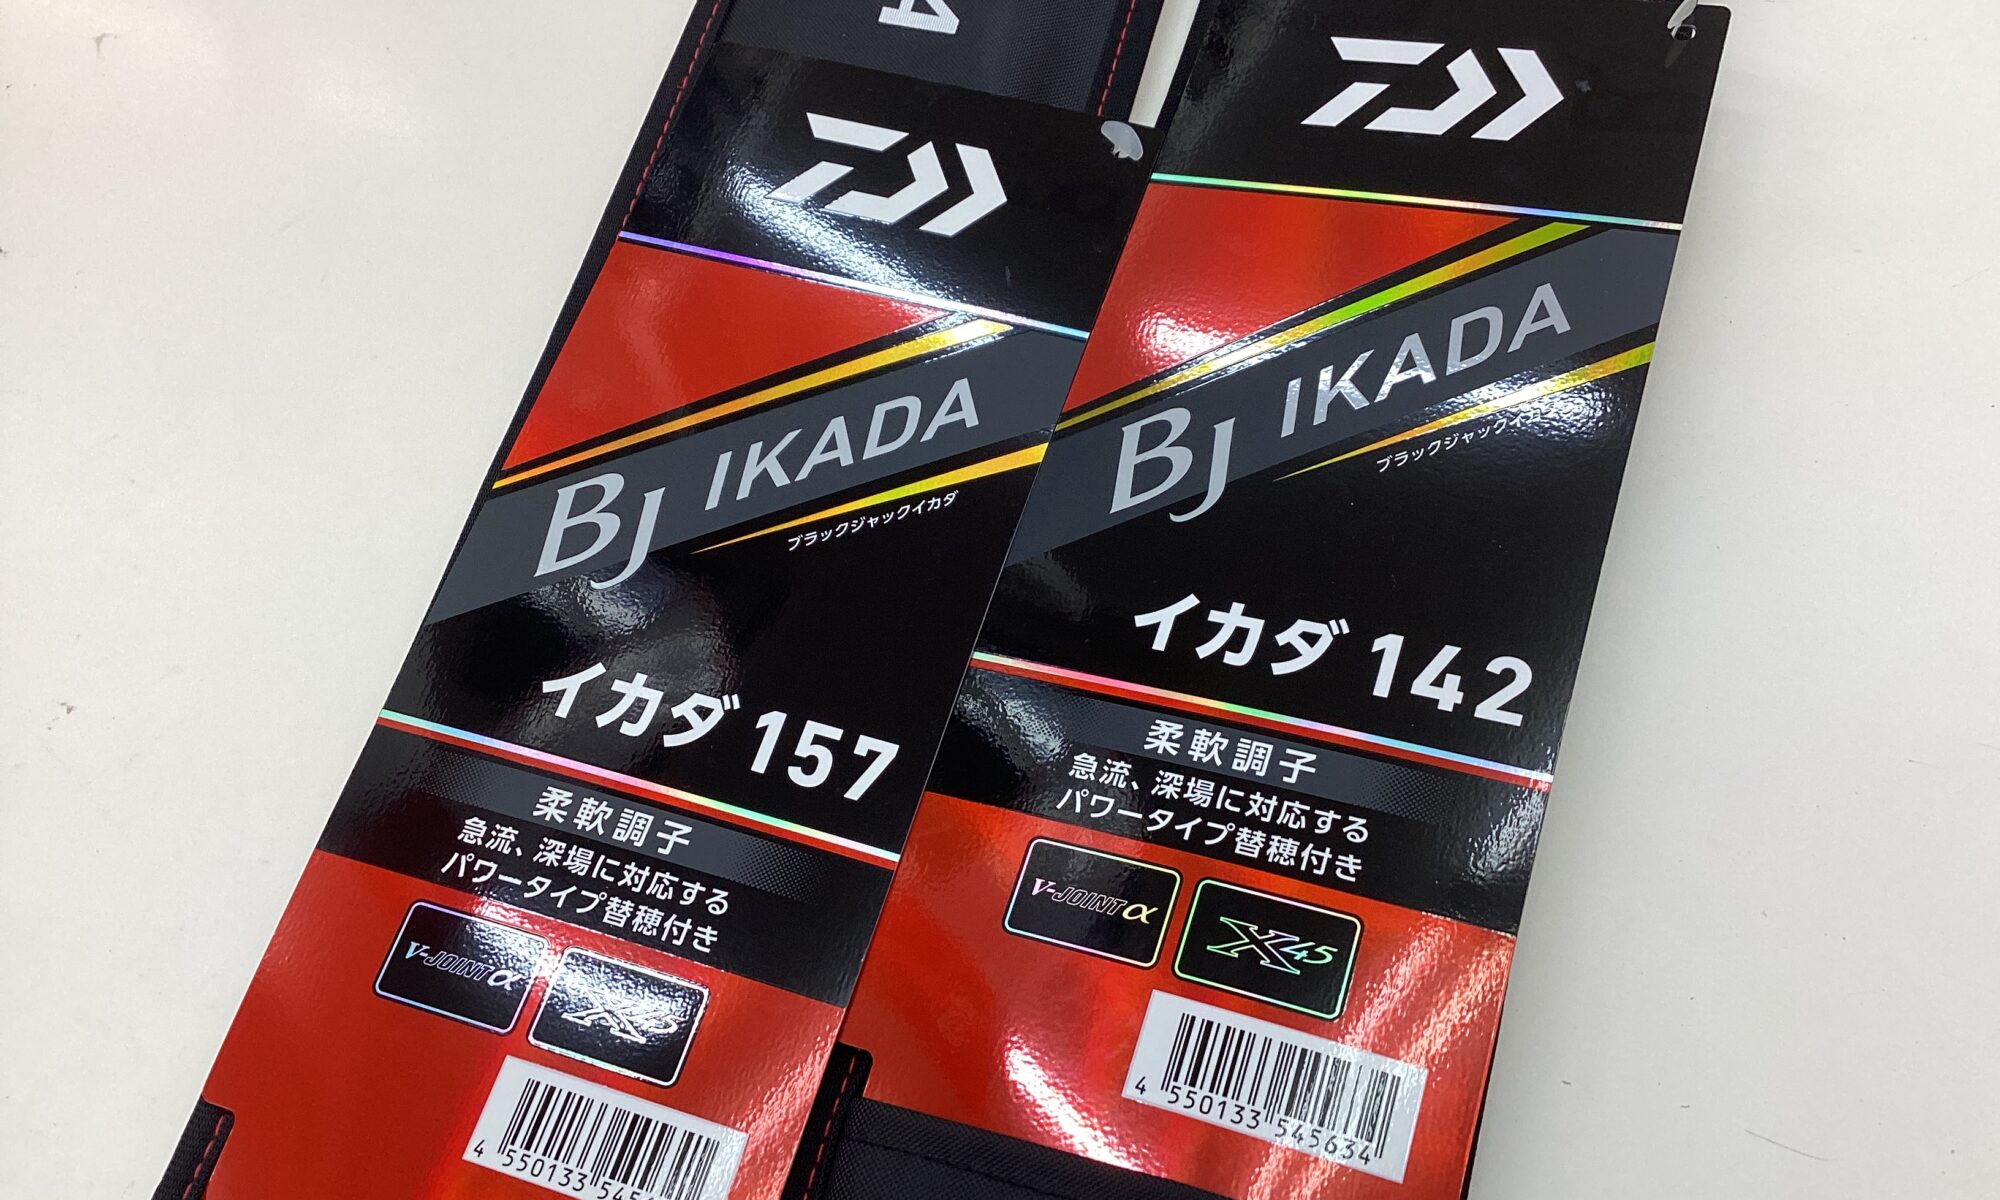 BJ IKADA
ブラックジャックイカダ
イカダ 157
柔軟調子
急流、深場に対応する
パワータイプ替穂付き
V-JOINT α
X45
4 550133
BJ IKADA
ブラックジャックイカダ
イカダ 142
柔軟調子
急流、深場に対応する
パワータイプ替穂付き
V-JOINT α
X45
4 550133 545634